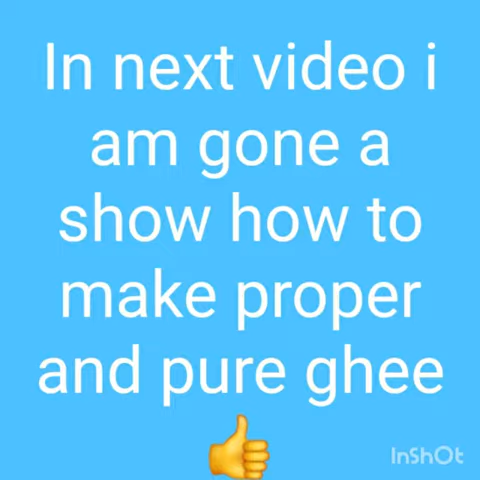 In next video i
am gone a
show how to
make proper
and pure ghee
👍
InShOt